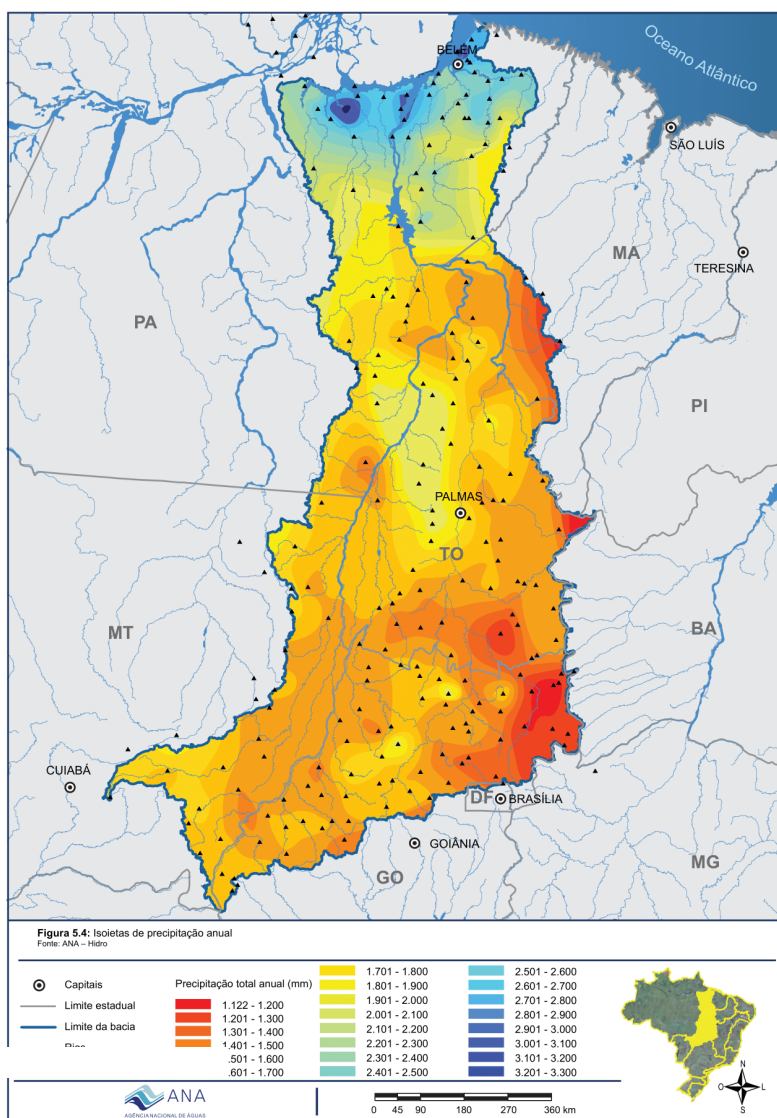 BELÉM
Oceano Atlântico
SÃO LUÍS
MA
TERESINA
PA
PI
PALMAS
TO
MT
BA
CUIABÁ
DF
BRASÍLIA
GOIÂNIA
GO
MG
Figura 5.4: Isoietas de precipitação anual
Fonte: ANA – Hidro
Capitais
Limite estadual
Limite da bacia
Precipitação total anual (mm)
1.122 - 1.200
1.201 - 1.300
1.301 - 1.400
1.401 - 1.500
.501 - 1.600
.601 - 1.700
1.701 - 1.800
1.801 - 1.900
1.901 - 2.000
2.001 - 2.100
2.101 - 2.200
2.201 - 2.300
2.301 - 2.400
2.401 - 2.500
2.501 - 2.600
2.601 - 2.700
2.701 - 2.800
2.801 - 2.900
2.901 - 3.000
3.001 - 3.100
3.101 - 3.200
3.201 - 3.300
N
O
L
S
ANA
AGÊNCIA NACIONAL DE ÁGUAS
0 45 90 180 270 360 km